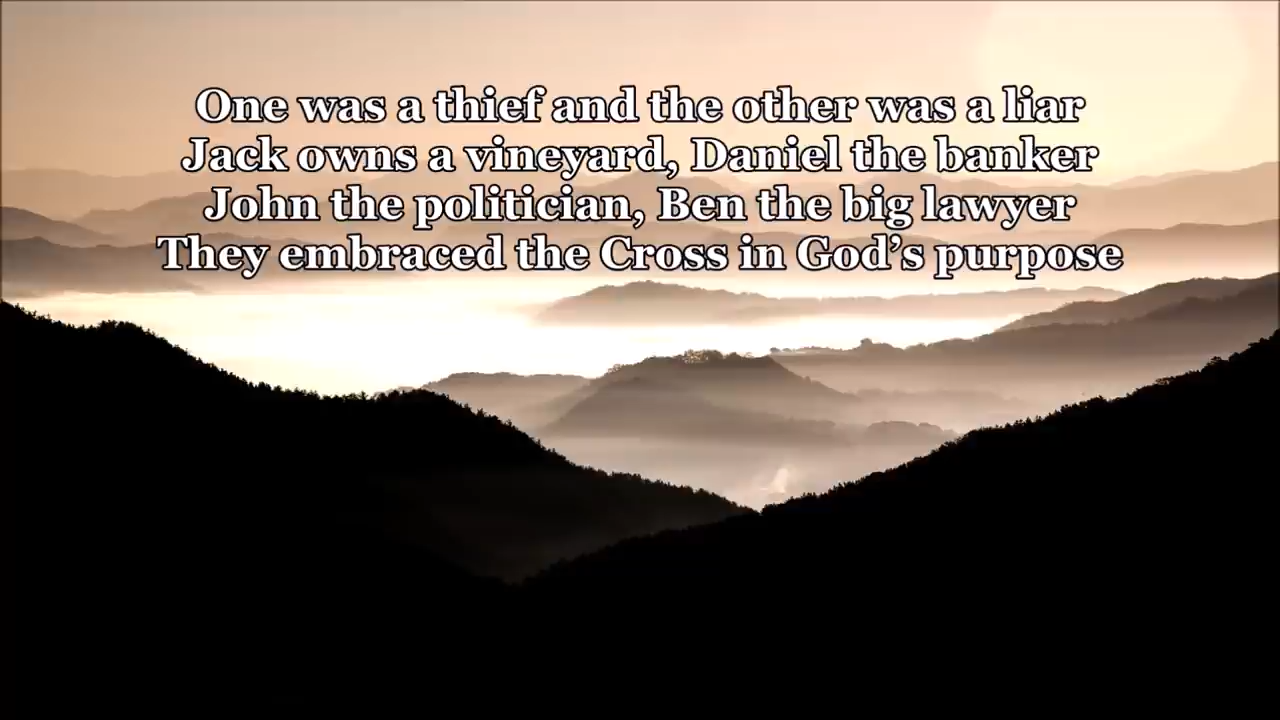 One was a thief and the other was a liar
Jack owns a vineyard, Daniel the banker
John the politician, Ben the big lawyer
They embraced the Cross in God’s purpose